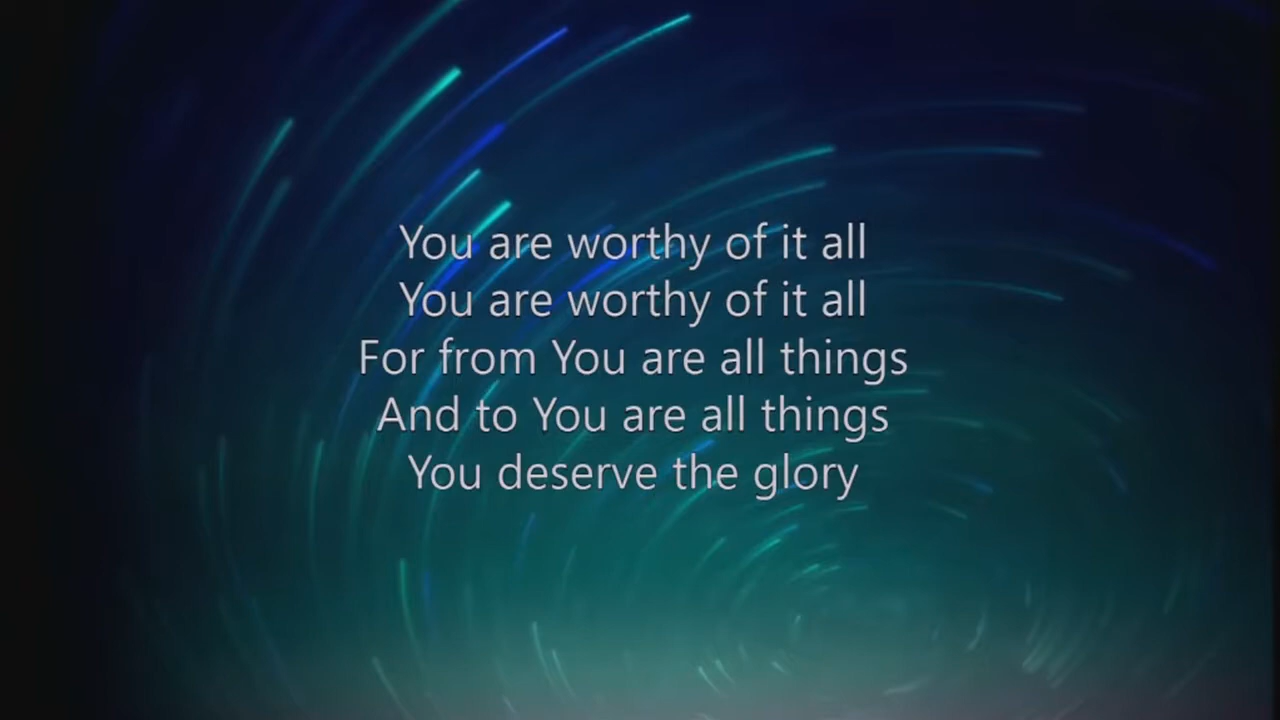 You are worthy of it all
You are worthy of it all
For from You are all things
And to You are all things
You deserve the glory